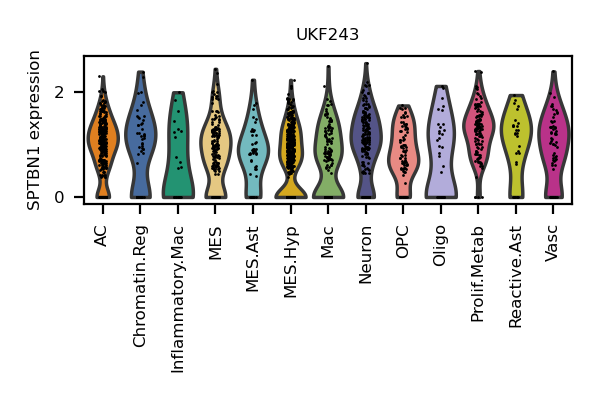 UKF243
SPTBN1 expression
2
0
AC
Chromatin.Reg
Inflammatory.Mac
MES
MES.Ast
MES.Hyp
Mac
Neuron
OPC
Oligo
Prolif.Metab
Reactive.Ast
Vasc